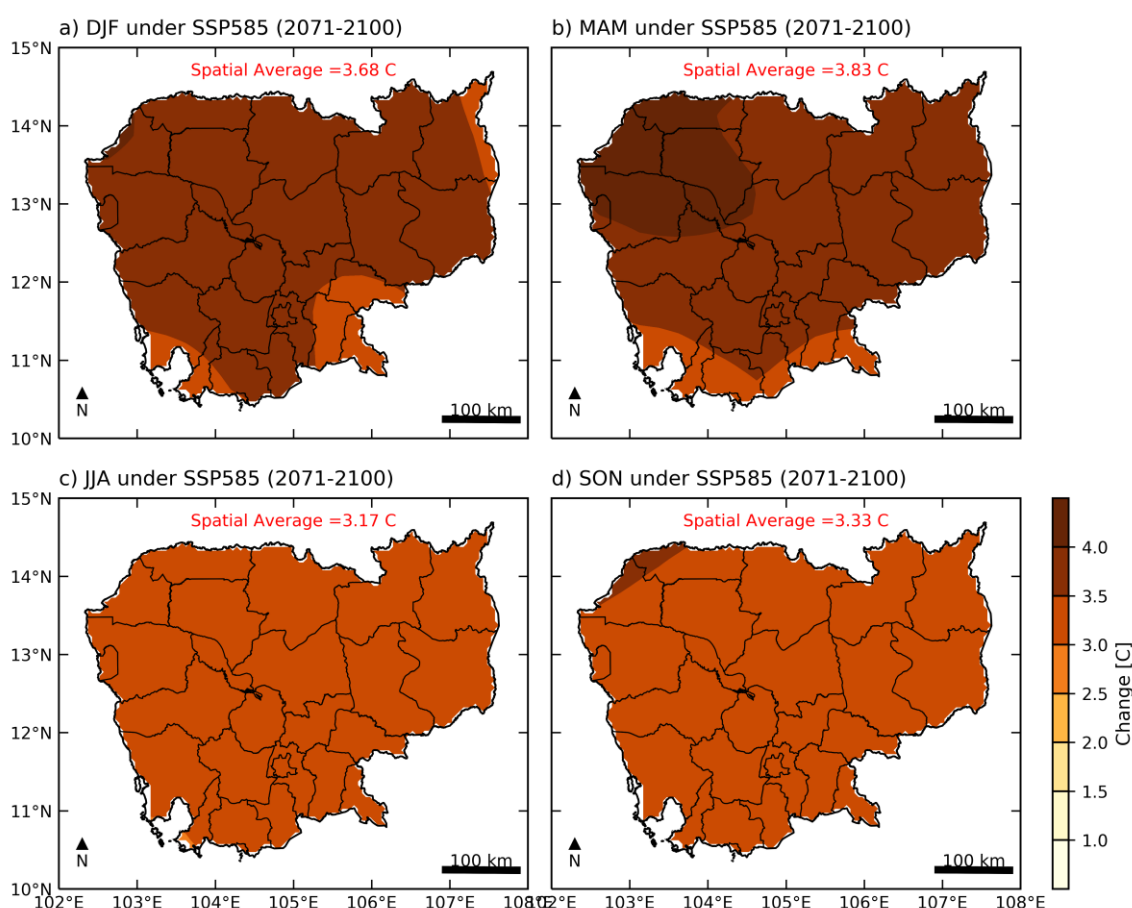 a) DJF under SSP585 (2071-2100)
b) MAM under SSP585 (2071-2100)
15°N
Spatial Average =3.68 C
Spatial Average =3.83 C
14°N
13°N
12°N
11°N
N
100 km
N
100 km
10°N
c) JJA under SSP585 (2071-2100)
d) SON under SSP585 (2071-2100)
15°N
Spatial Average =3.17 C
Spatial Average =3.33 C
14°N
13°N
12°N
11°N
N
100 km
N
100 km
10°N
102°E 103°E 104°E 105°E 106°E 107°E 108°E
102°E 103°E 104°E 105°E 106°E 107°E 108°E
4.0
3.5
3.0
2.5
2.0
1.5
1.0
Change [C]